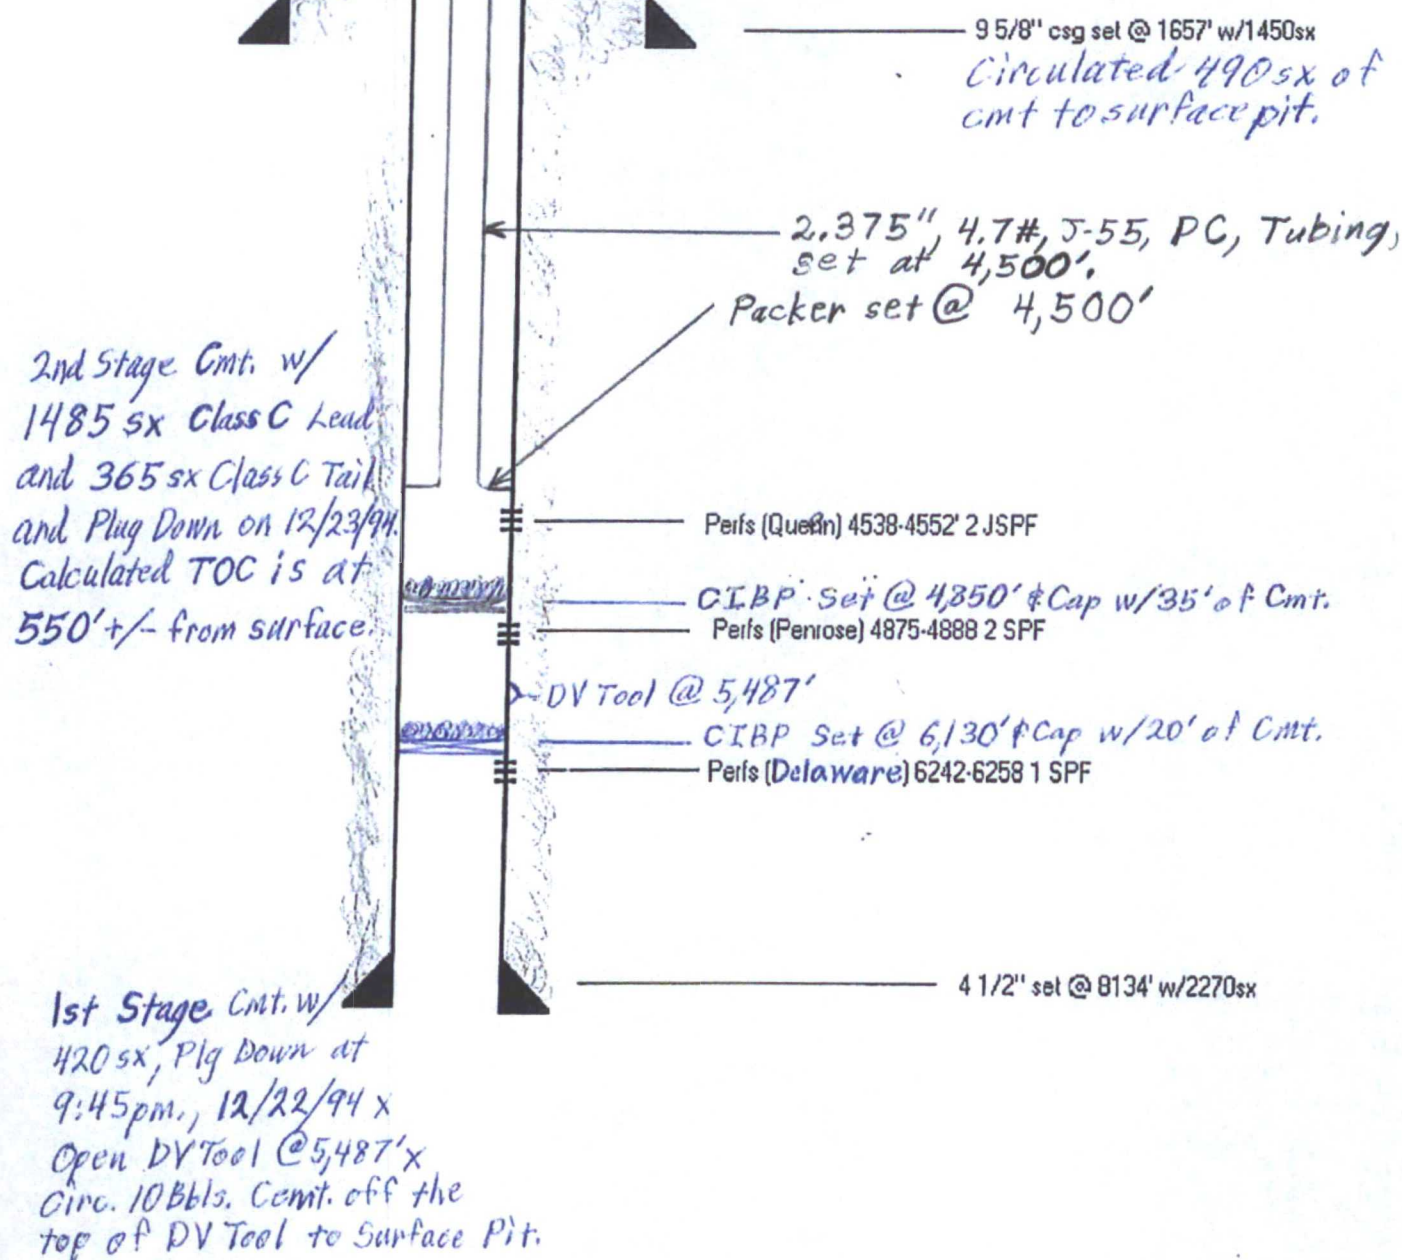 9 5/8" csg set @ 1657' w/1450sx
Circulated 490 sx of
cmt to surface pit.
2.375", 4.7#, J-55, PC, Tubing,
set at 4,500'.
Packer set @ 4,500'
2nd Stage Cmt. w/
1485 sx Class C Lead
and 365 sx Class C Tail
and Plug Down on 12/23/94.
Calculated TOC is at
550' +/- from surface.
Perfs (Queen) 4538-4552' 2 JSPF
CIBP Set @ 4,850' & Cap w/35' of Cmt.
Perfs (Penrose) 4875-4888 2 SPF
DV Tool @ 5,487'
CIBP Set @ 6,130' & Cap w/20' of Cmt.
Perfs (Delaware) 6242-6258 1 SPF
4 1/2" set @ 8134' w/2270sx
1st Stage Cmt. w/
420 sx, Plg Down at
9:45pm., 12/22/94 x
Open DV Tool @ 5,487' x
Circ. 10 Bbls. Cemt. off the
top of DV Tool to Surface Pit.